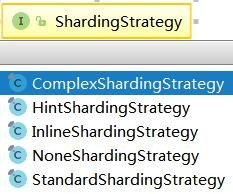 ShardingStrategy
ComplexShardingStrategy
HintShardingStrategy
InlineShardingStrategy
NoneShardingStrategy
StandardShardingStrategy